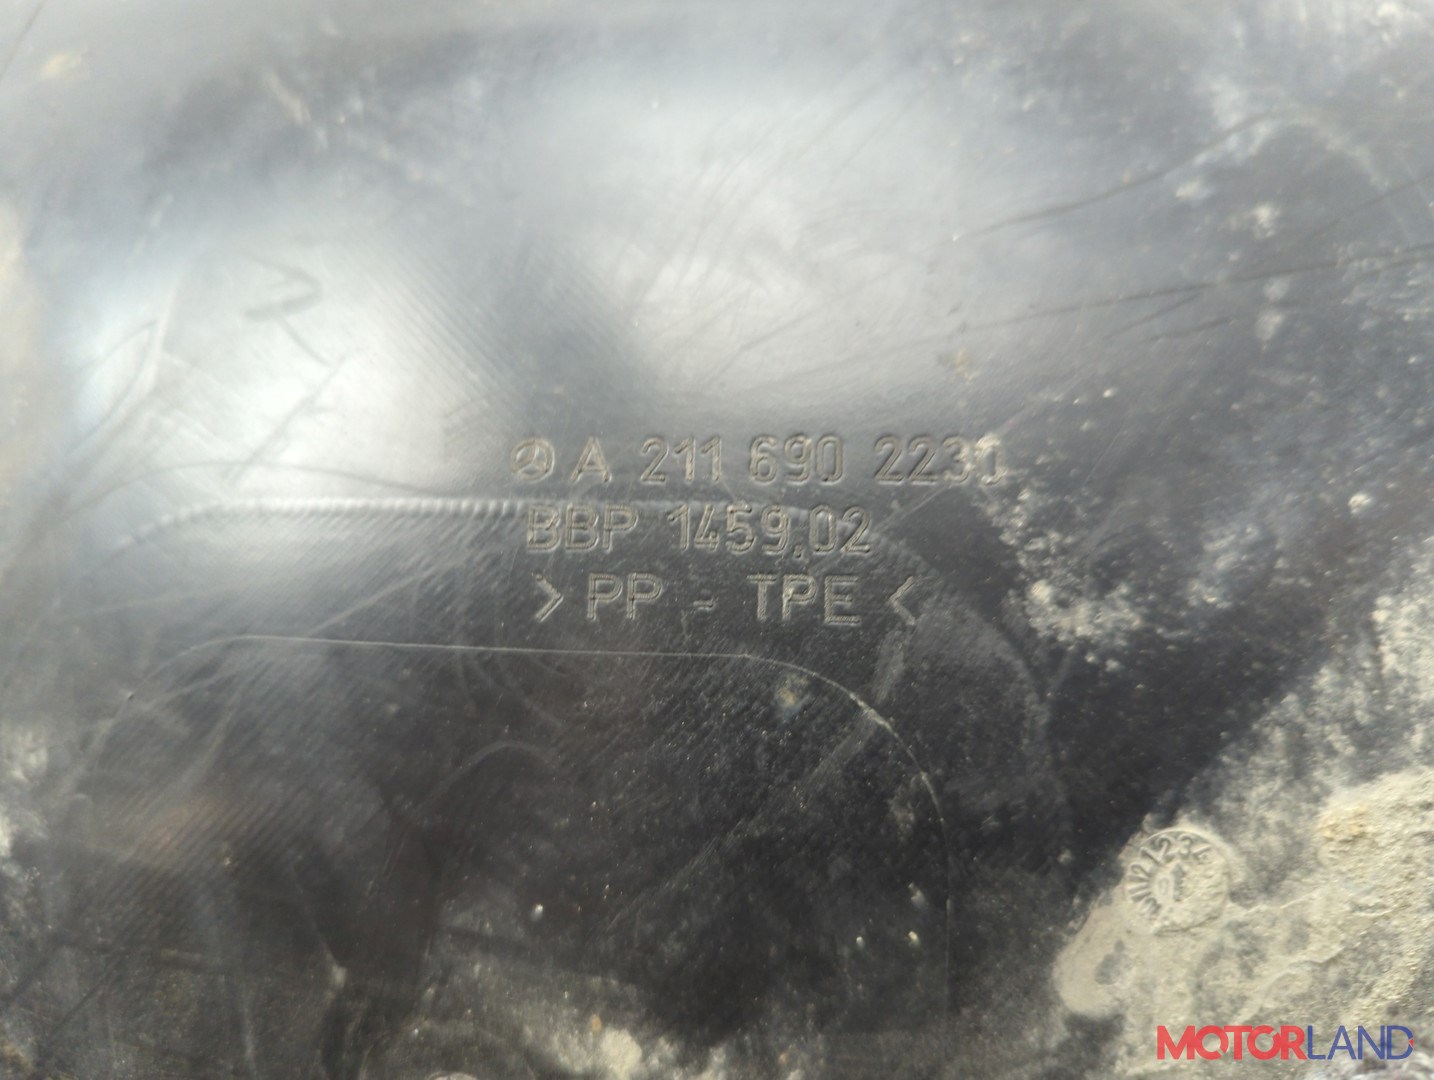 A 211 690 2230
BBP 1459.02
> PP - TPE <
MOTORLAND